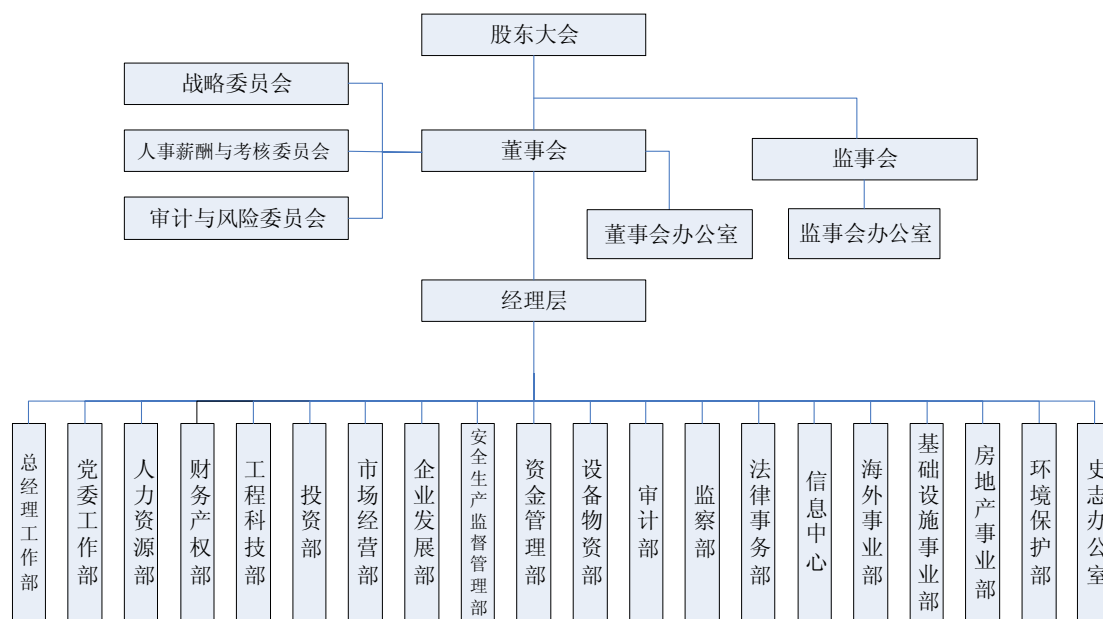 股东大会
战略委员会
人事薪酬与考核委员会
审计与风险委员会
董事会
监事会
董事会办公室
监事会办公室
经理层
总经理工作部
党委工作部
人力资源部
财务产权部
工程科技部
投资部
市场经营部
企业发展部
安全生产监督管理部
资金管理部
设备物资部
审计部
监察部
法律事务部
信息中心
海外事业部
基础设施事业部
房地产事业部
环境保护部
史志办公室